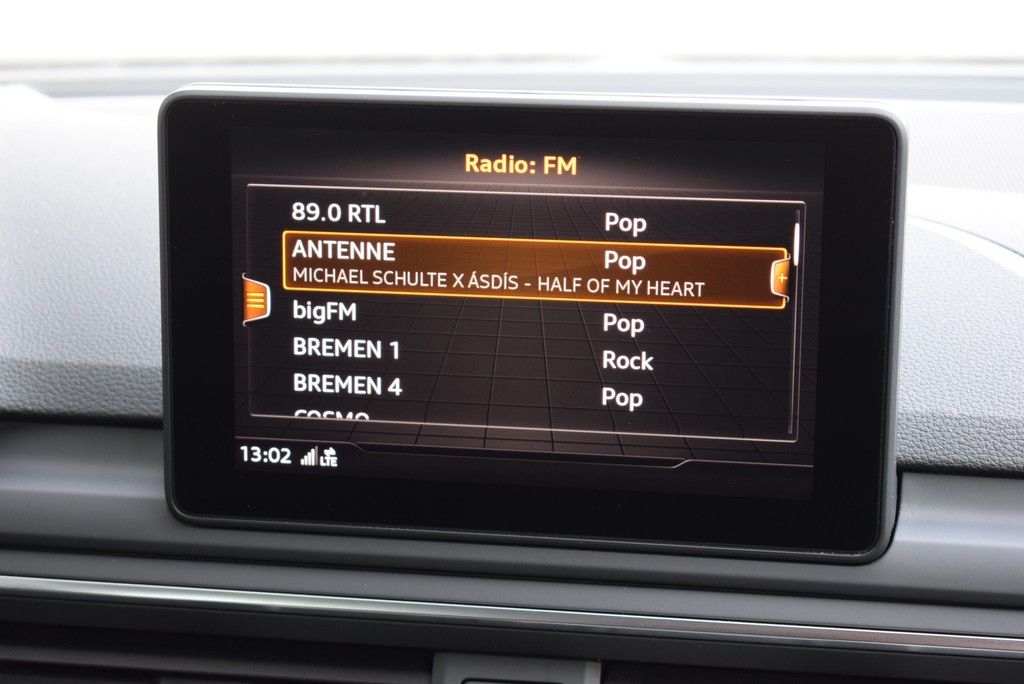 Radio: FM
89.0 RTL Pop
ANTENNE Pop
MICHAEL SCHULTE X ÁSDÍS - HALF OF MY HEART
bigFM Pop
BREMEN 1 Rock
BREMEN 4 Pop
COSMO
13:02 LTE